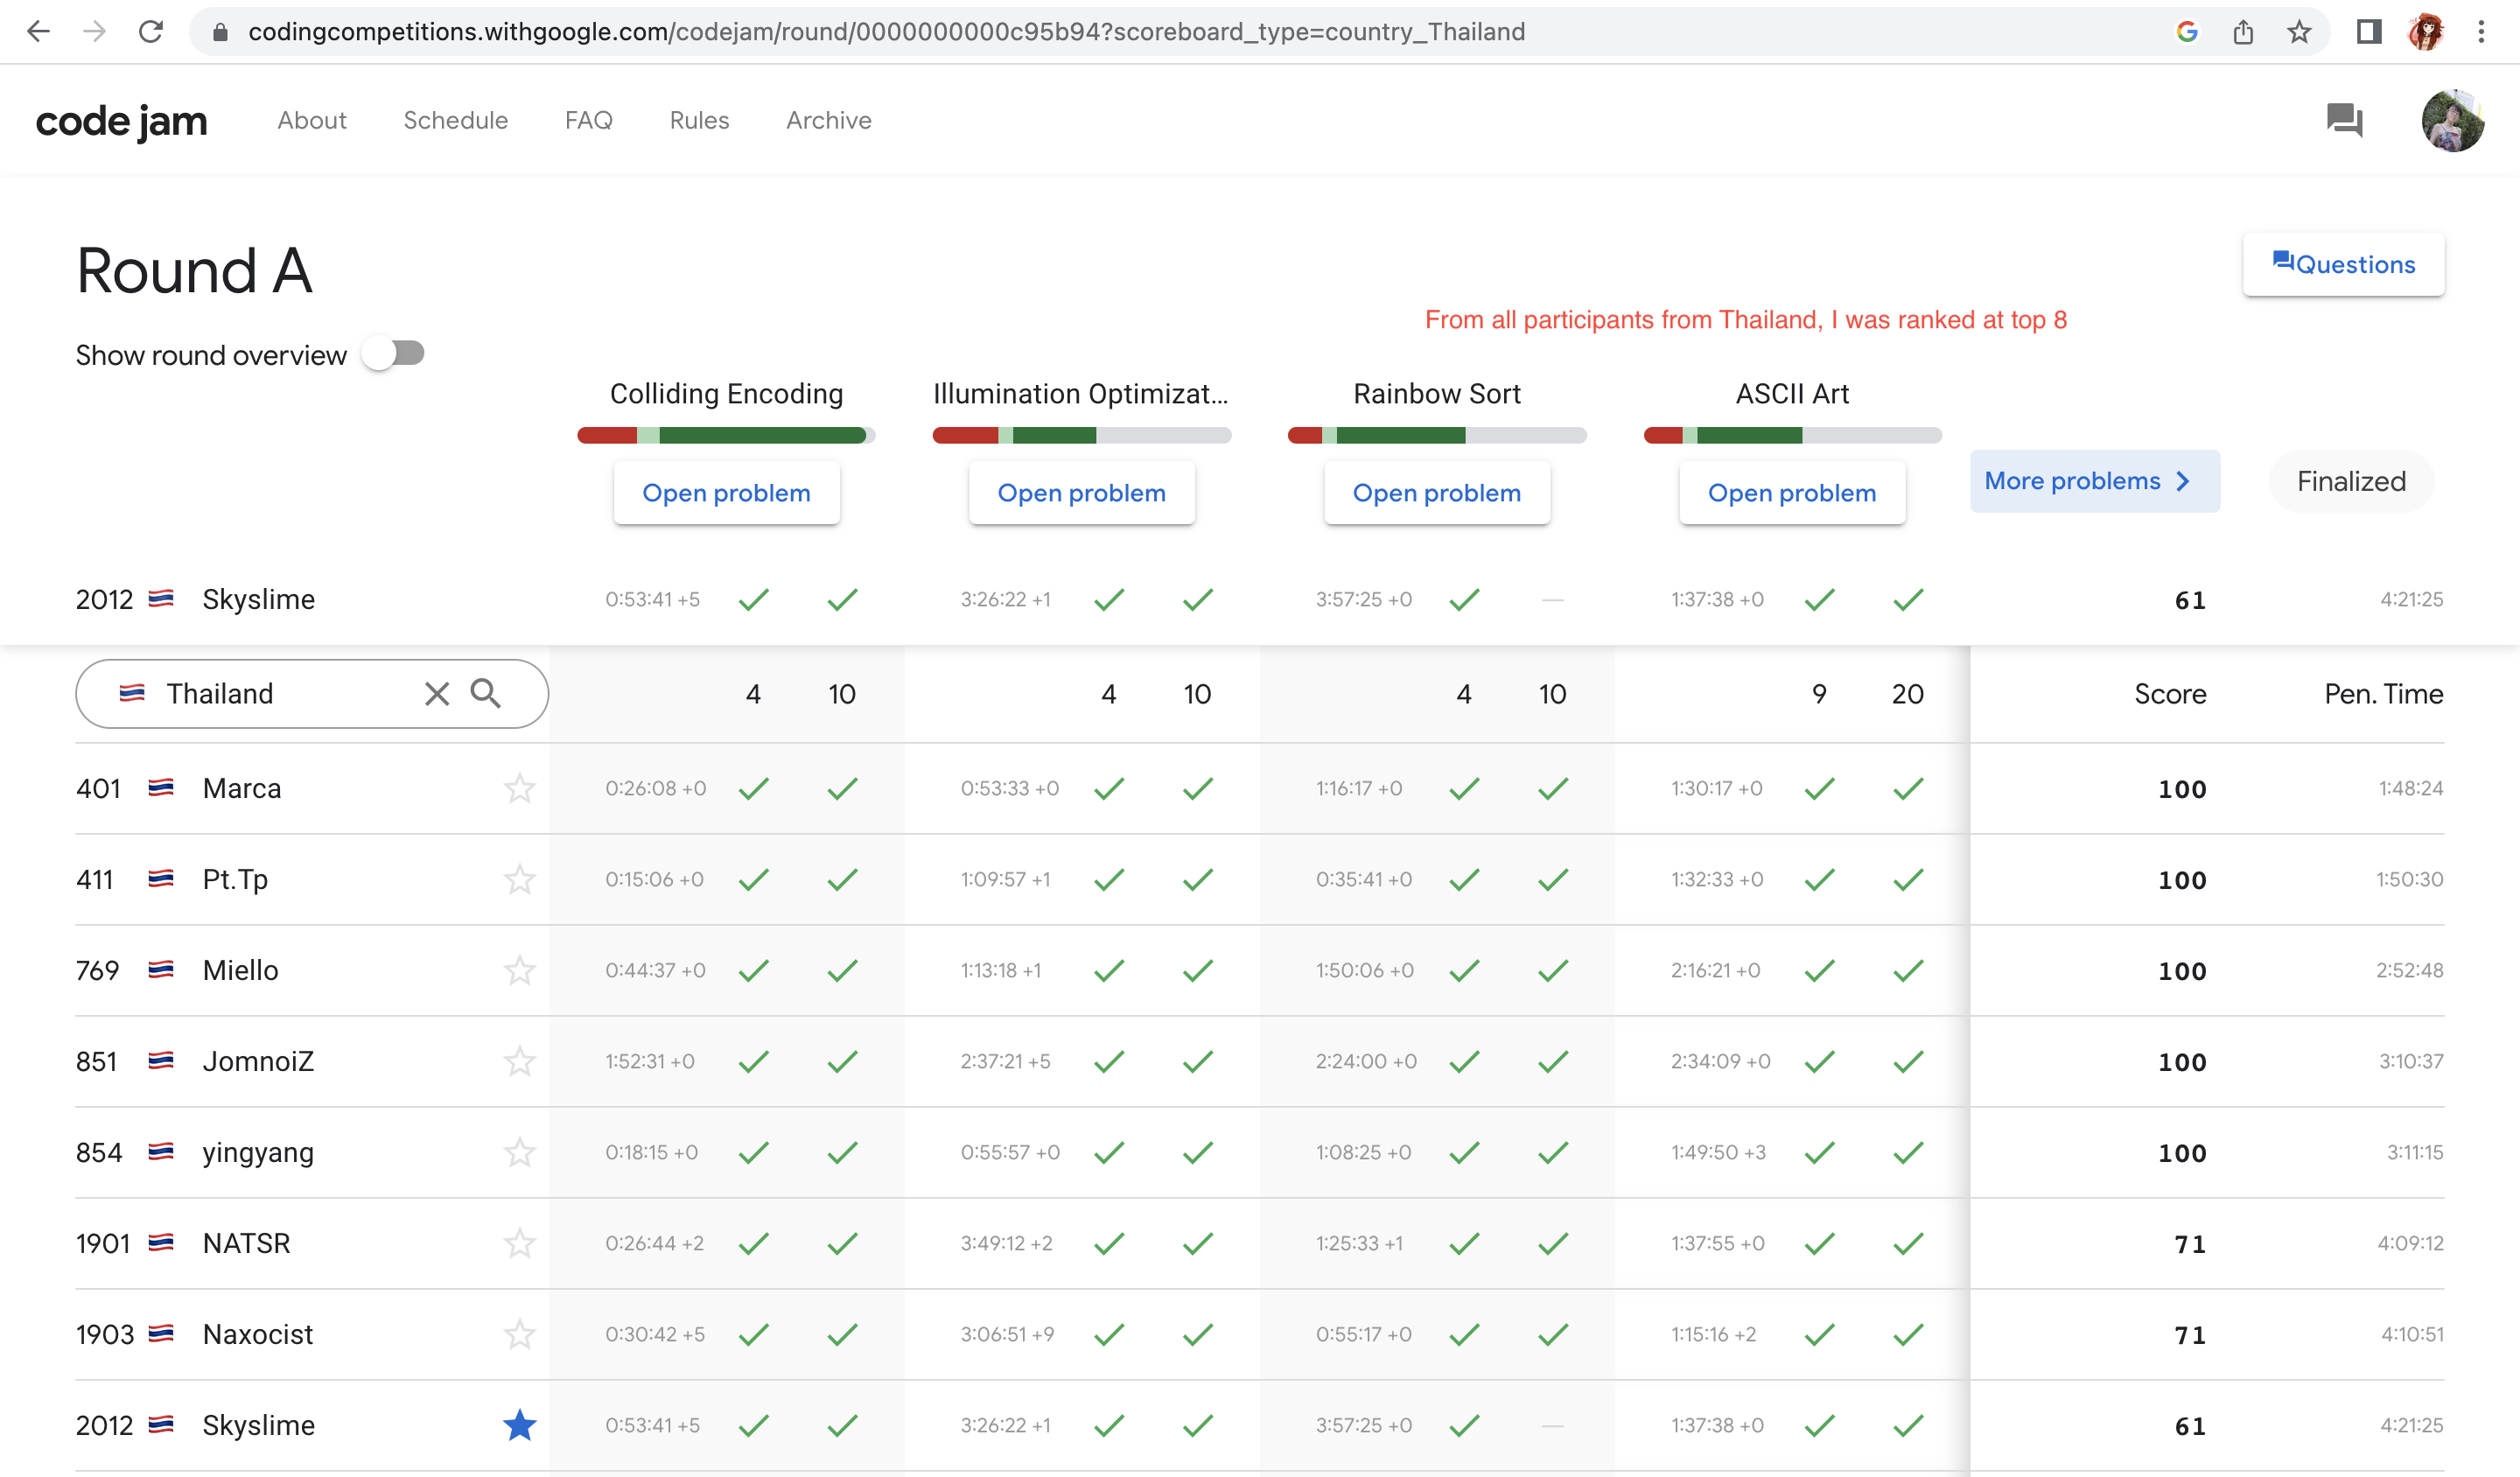 codingcompetitions.withgoogle.com/codejam/round/0000000000c95b94?scoreboard_type=country_Thailand
code jam About Schedule FAQ Rules Archive
Round A
Questions
From all participants from Thailand, I was ranked at top 8
Show round overview
Colliding Encoding Illumination Optimizat... Rainbow Sort ASCII Art
Open problem Open problem Open problem Open problem More problems Finalized
2012 Skyslime 0:53:41 +5 3:26:22 +1 3:57:25 +0 — 1:37:38 +0 61 4:21:25
Thailand 4 10 4 10 4 10 9 20 Score Pen. Time
401 Marca 0:26:08 +0 0:53:33 +0 1:16:17 +0 1:30:17 +0 100 1:48:24
411 Pt.Tp 0:15:06 +0 1:09:57 +1 0:35:41 +0 1:32:33 +0 100 1:50:30
769 Miello 0:44:37 +0 1:13:18 +1 1:50:06 +0 2:16:21 +0 100 2:52:48
851 JomnoiZ 1:52:31 +0 2:37:21 +5 2:24:00 +0 2:34:09 +0 100 3:10:37
854 yingyang 0:18:15 +0 0:55:57 +0 1:08:25 +0 1:49:50 +3 100 3:11:15
1901 NATSR 0:26:44 +2 3:49:12 +2 1:25:33 +1 1:37:55 +0 71 4:09:12
1903 Naxocist 0:30:42 +5 3:06:51 +9 0:55:17 +0 1:15:16 +2 71 4:10:51
2012 Skyslime 0:53:41 +5 3:26:22 +1 3:57:25 +0 — 1:37:38 +0 61 4:21:25